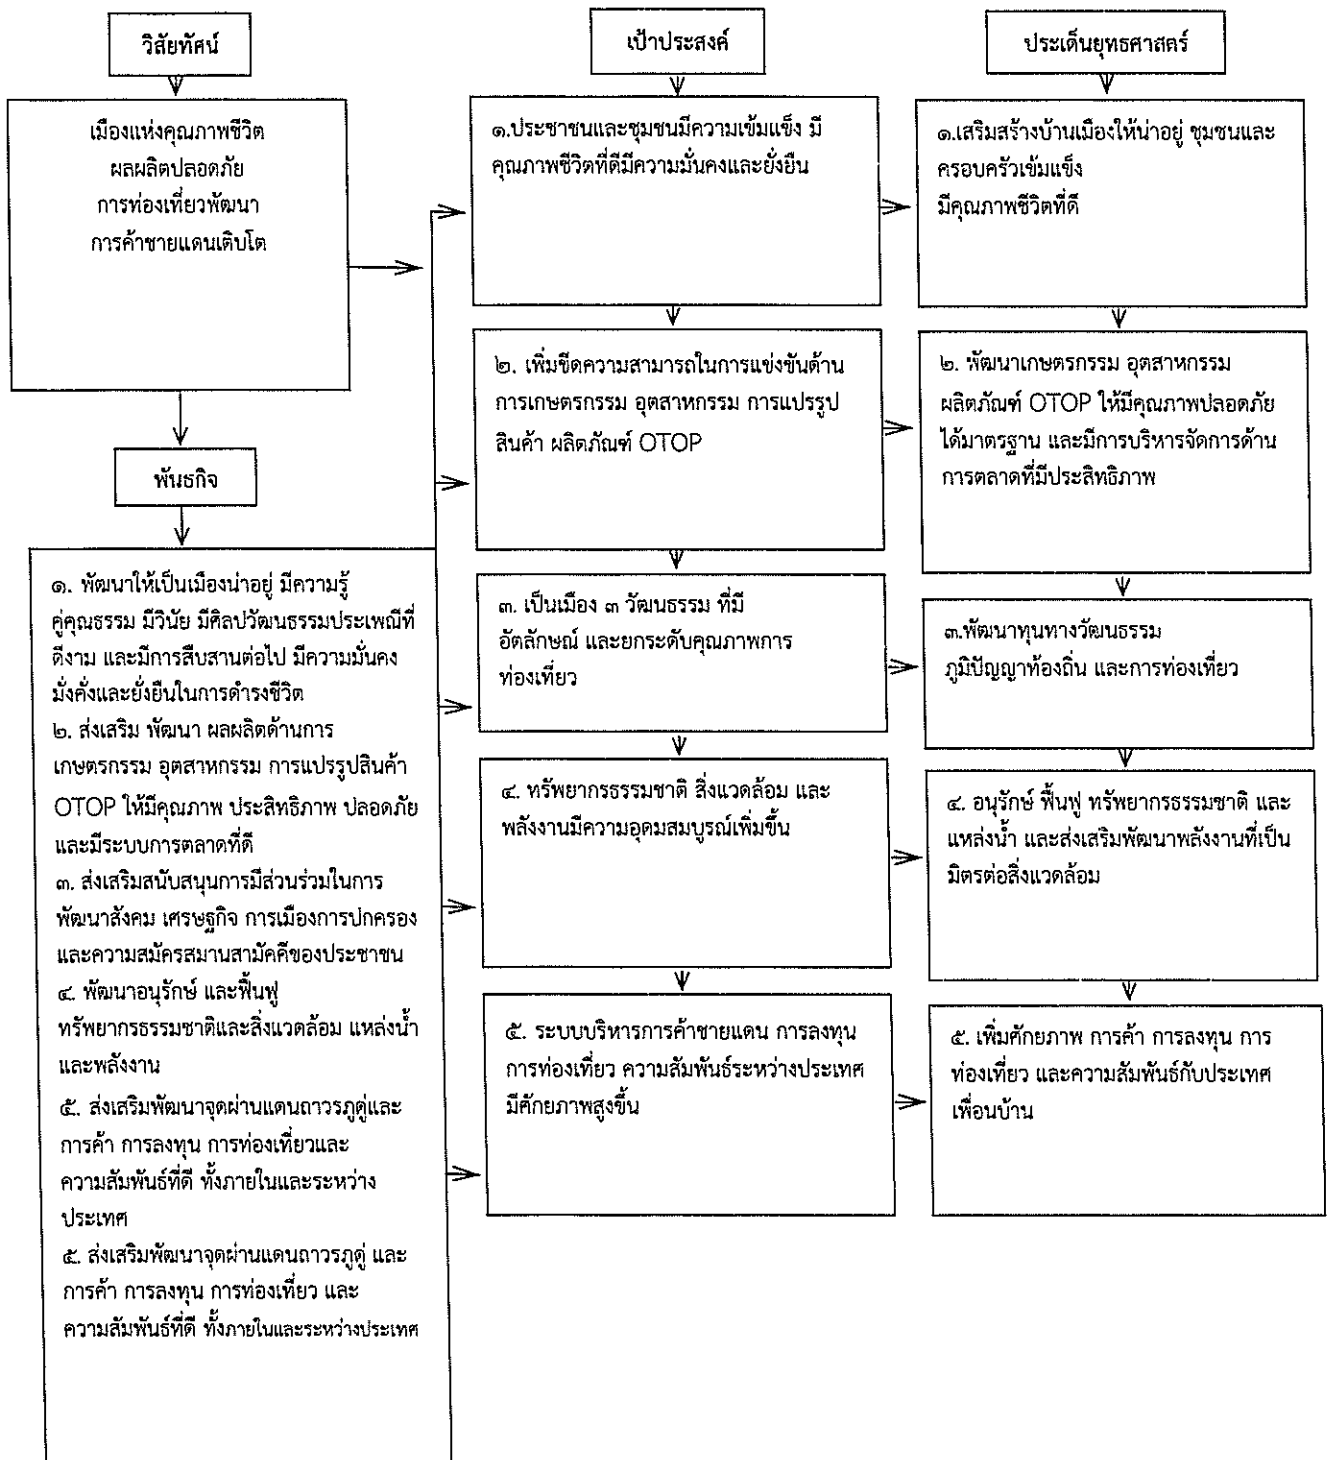 วิสัยทัศน์
เมืองแห่งคุณภาพชีวิต
ผลผลิตปลอดภัย
การท่องเที่ยวพัฒนา
การค้าชายแดนเติบโต
พันธกิจ
๑. พัฒนาให้เป็นเมืองน่าอยู่ มีความรู้
คู่คุณธรรม มีวินัย มีศิลปวัฒนธรรมประเพณีที่
ดีงาม และมีการสืบสานต่อไป มีความมั่นคง
มั่งคั่งและยั่งยืนในการดำรงชีวิต
๒. ส่งเสริม พัฒนา ผลผลิตด้านการ
เกษตรกรรม อุตสาหกรรม การแปรรูปสินค้า
OTOP ให้มีคุณภาพ ประสิทธิภาพ ปลอดภัย
และมีระบบการตลาดที่ดี
๓. ส่งเสริมสนับสนุนการมีส่วนร่วมในการ
พัฒนาสังคม เศรษฐกิจ การเมืองการปกครอง
และความสมัครสมานสามัคคีของประชาชน
๔. พัฒนาอนุรักษ์ และฟื้นฟู
ทรัพยากรธรรมชาติและสิ่งแวดล้อม แหล่งน้ำ
และพลังงาน
๕. ส่งเสริมพัฒนาจุดผ่านแดนถาวรภูดู่และ
การค้า การลงทุน การท่องเที่ยวและ
ความสัมพันธ์ที่ดี ทั้งภายในและระหว่าง
ประเทศ
๕. ส่งเสริมพัฒนาจุดผ่านแดนถาวรภูดู่ และ
การค้า การลงทุน การท่องเที่ยว และ
ความสัมพันธ์ที่ดี ทั้งภายในและระหว่างประเทศ
เป้าประสงค์
๑.ประชาชนและชุมชนมีความเข้มแข็ง มี
คุณภาพชีวิตที่ดีมีความมั่นคงและยั่งยืน
๒. เพิ่มขีดความสามารถในการแข่งขันด้าน
การเกษตรกรรม อุตสาหกรรม การแปรรูป
สินค้า ผลิตภัณฑ์ OTOP
๓. เป็นเมือง ๓ วัฒนธรรม ที่มี
อัตลักษณ์ และยกระดับคุณภาพการ
ท่องเที่ยว
๔. ทรัพยากรธรรมชาติ สิ่งแวดล้อม และ
พลังงานมีความอุดมสมบูรณ์เพิ่มขึ้น
๕. ระบบบริหารการค้าชายแดน การลงทุน
การท่องเที่ยว ความสัมพันธ์ระหว่างประเทศ
มีศักยภาพสูงขึ้น
ประเด็นยุทธศาสตร์
๑.เสริมสร้างบ้านเมืองให้น่าอยู่ ชุมชนและ
ครอบครัวเข้มแข็ง
มีคุณภาพชีวิตที่ดี
๒. พัฒนาเกษตรกรรม อุตสาหกรรม
ผลิตภัณฑ์ OTOP ให้มีคุณภาพปลอดภัย
ได้มาตรฐาน และมีการบริหารจัดการด้าน
การตลาดที่มีประสิทธิภาพ
๓.พัฒนาทุนทางวัฒนธรรม
ภูมิปัญญาท้องถิ่น และการท่องเที่ยว
๔. อนุรักษ์ ฟื้นฟู ทรัพยากรธรรมชาติ และ
แหล่งน้ำ และส่งเสริมพัฒนาพลังงานที่เป็น
มิตรต่อสิ่งแวดล้อม
๕. เพิ่มศักยภาพ การค้า การลงทุน การ
ท่องเที่ยว และความสัมพันธ์กับประเทศ
เพื่อนบ้าน